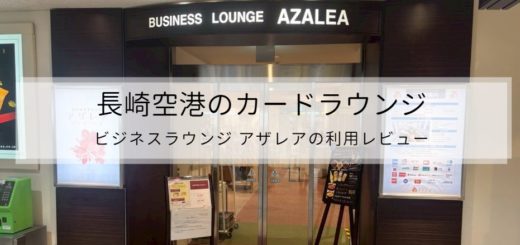 BUSINESS LOUNGE AZALEA
長崎空港のカードラウンジ
ビジネスラウンジ アザレアの利用レビュー